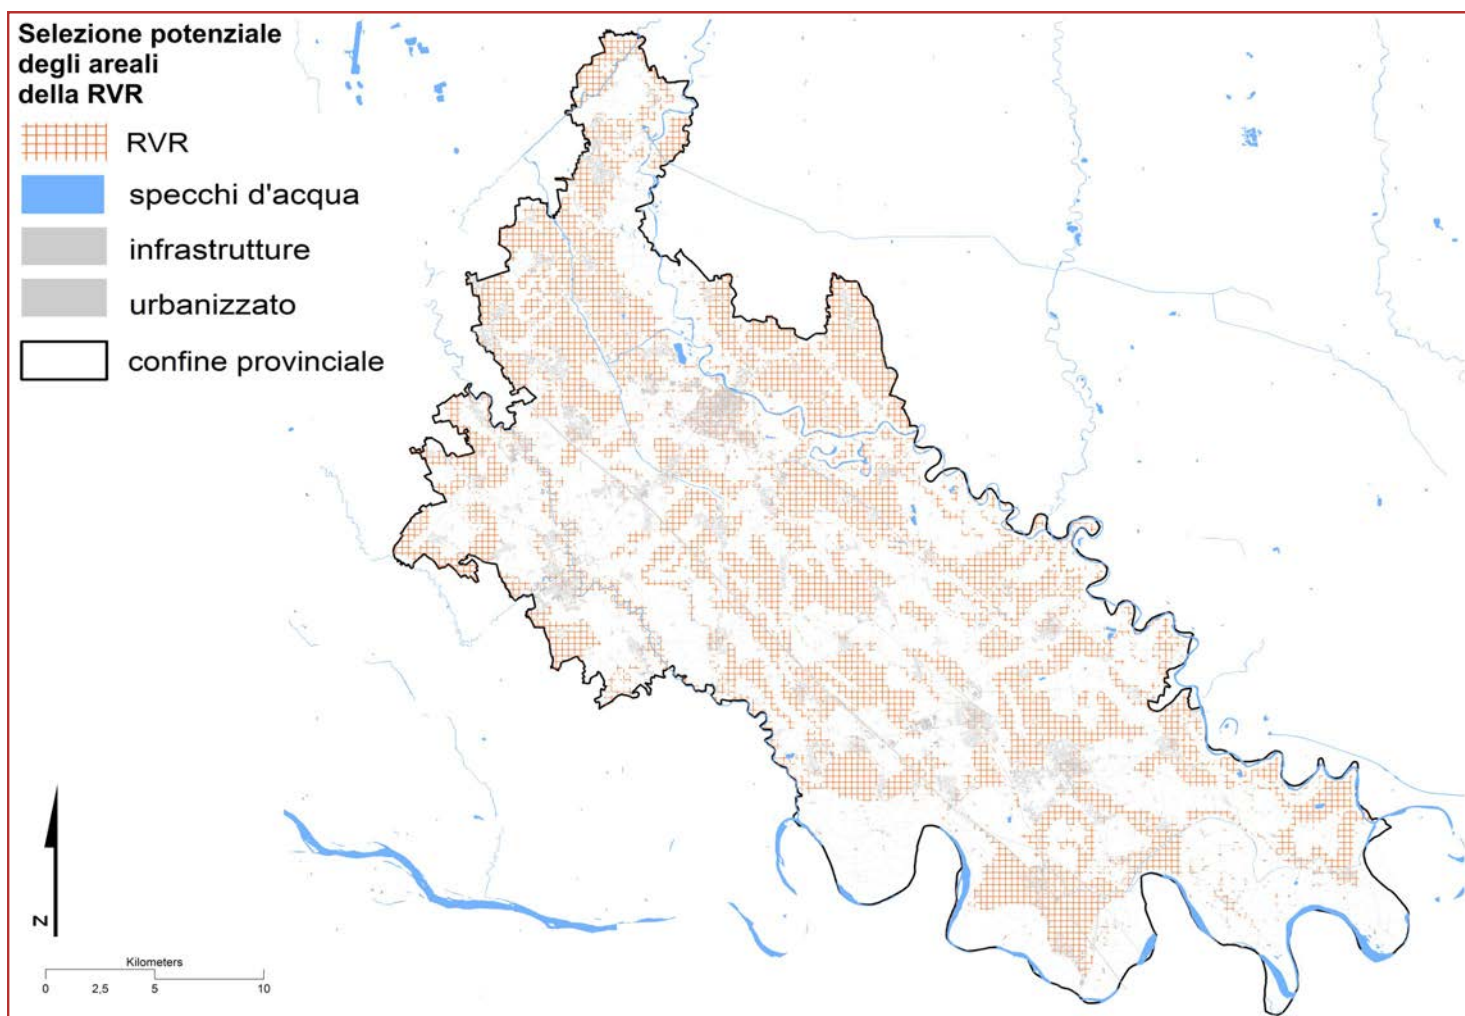 Selezione potenziale
degli areali
della RVR
RVR
specchi d'acqua
infrastrutture
urbanizzato
confine provinciale
N
Kilometers
0 2,5 5 10